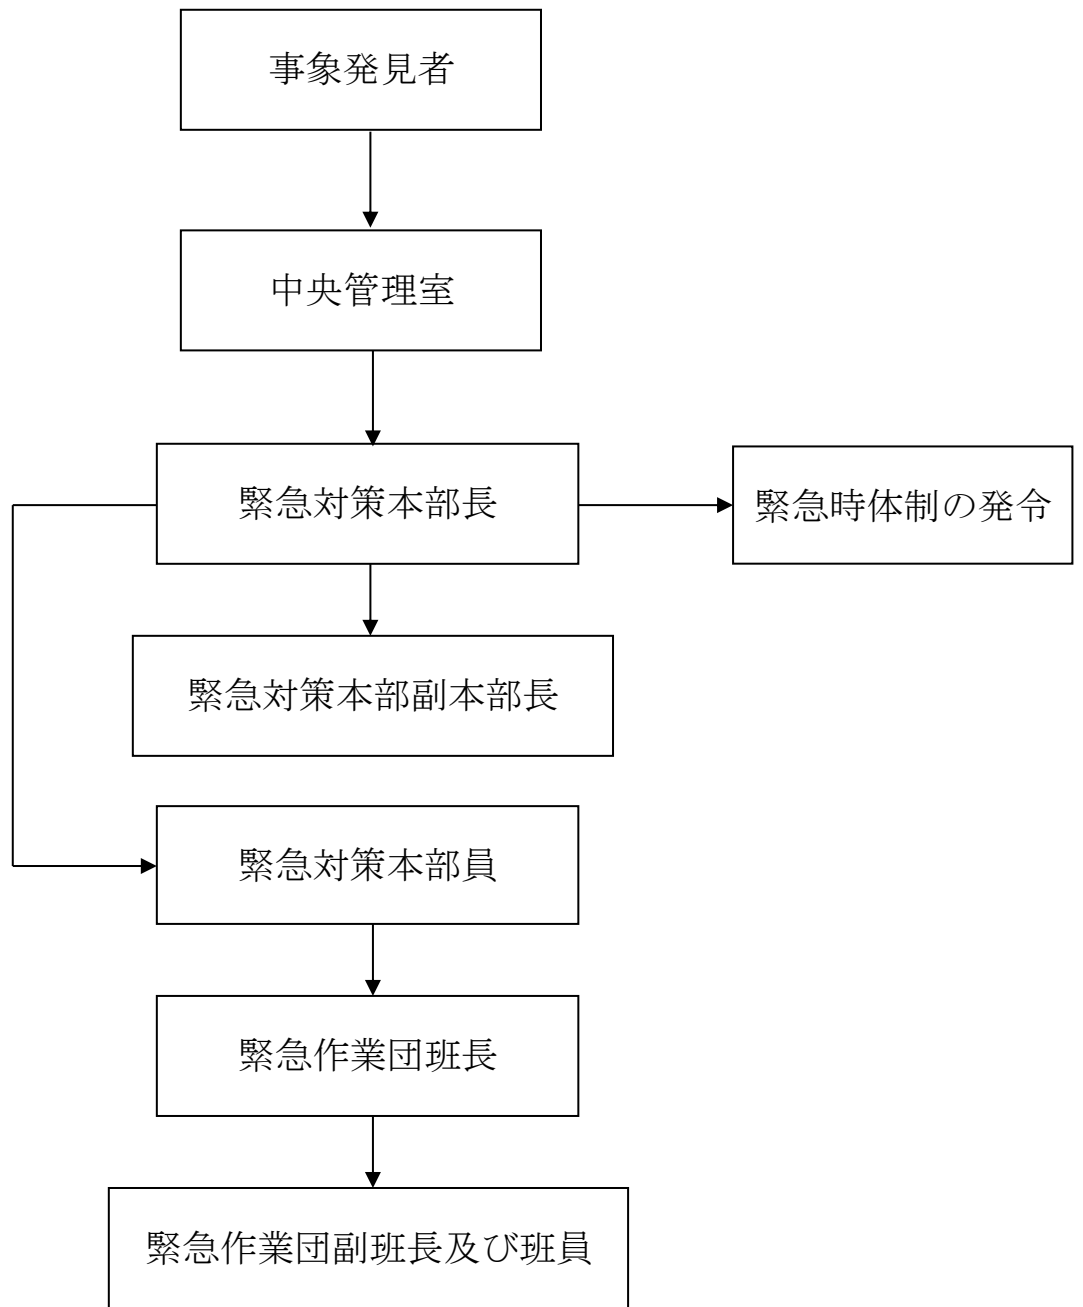 事象発見者
中央管理室
緊急対策本部長
緊急時体制の発令
緊急対策本部副本部長
緊急対策本部員
緊急作業団班長
緊急作業団副班長及び班員